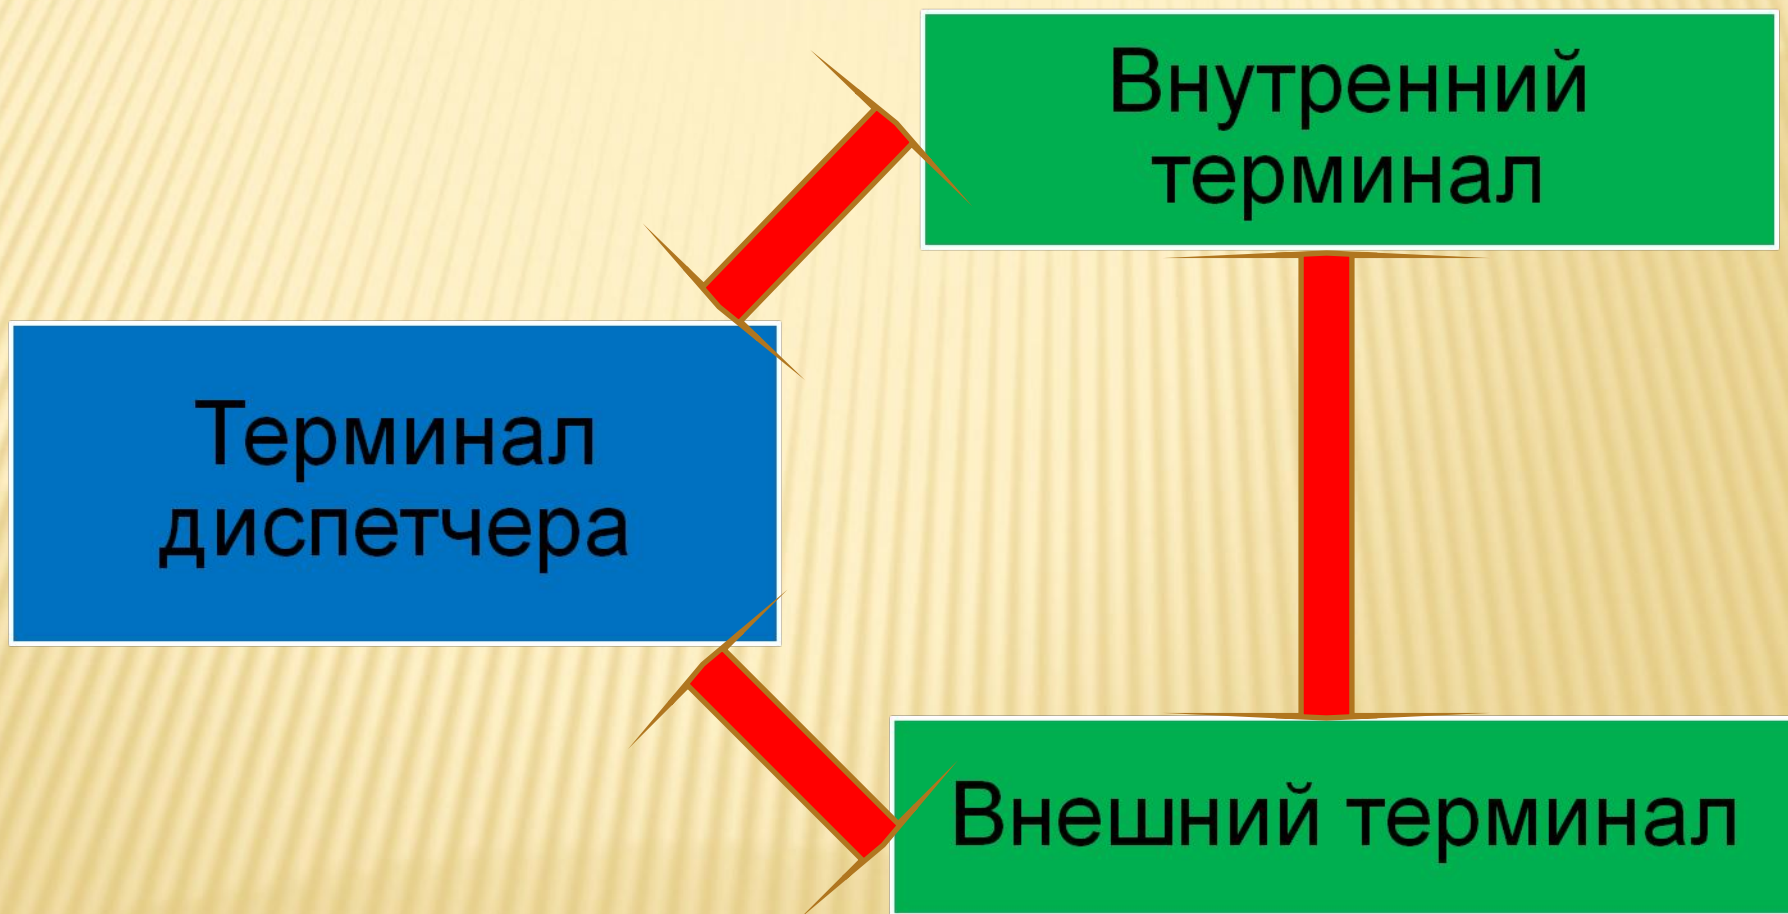 Внутренний
терминал
Терминал
диспетчера
Внешний терминал